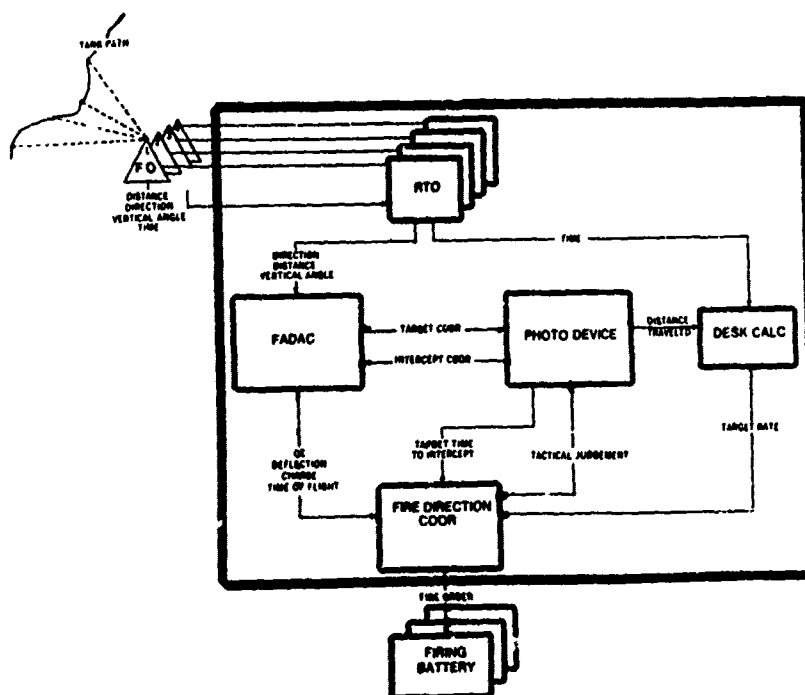 TANK PATH
FO
DISTANCE
DIRECTION
VERTICAL ANGLE
TIME
RTO
DIRECTION
DISTANCE
VERTICAL ANGLE
TIME
FADAC
TARGET COOR
INTERCEPT COOR
PHOTO DEVICE
DISTANCE
TRAVELED
DESK CALC
QE
DEFLECTION
CHARGE
TIME OF FLIGHT
TARGET TIME
TO INTERCEPT
TACTICAL JUDGEMENT
TARGET RATE
FIRE DIRECTION
COOR
FIRE ORDER
FIRING
BATTERY